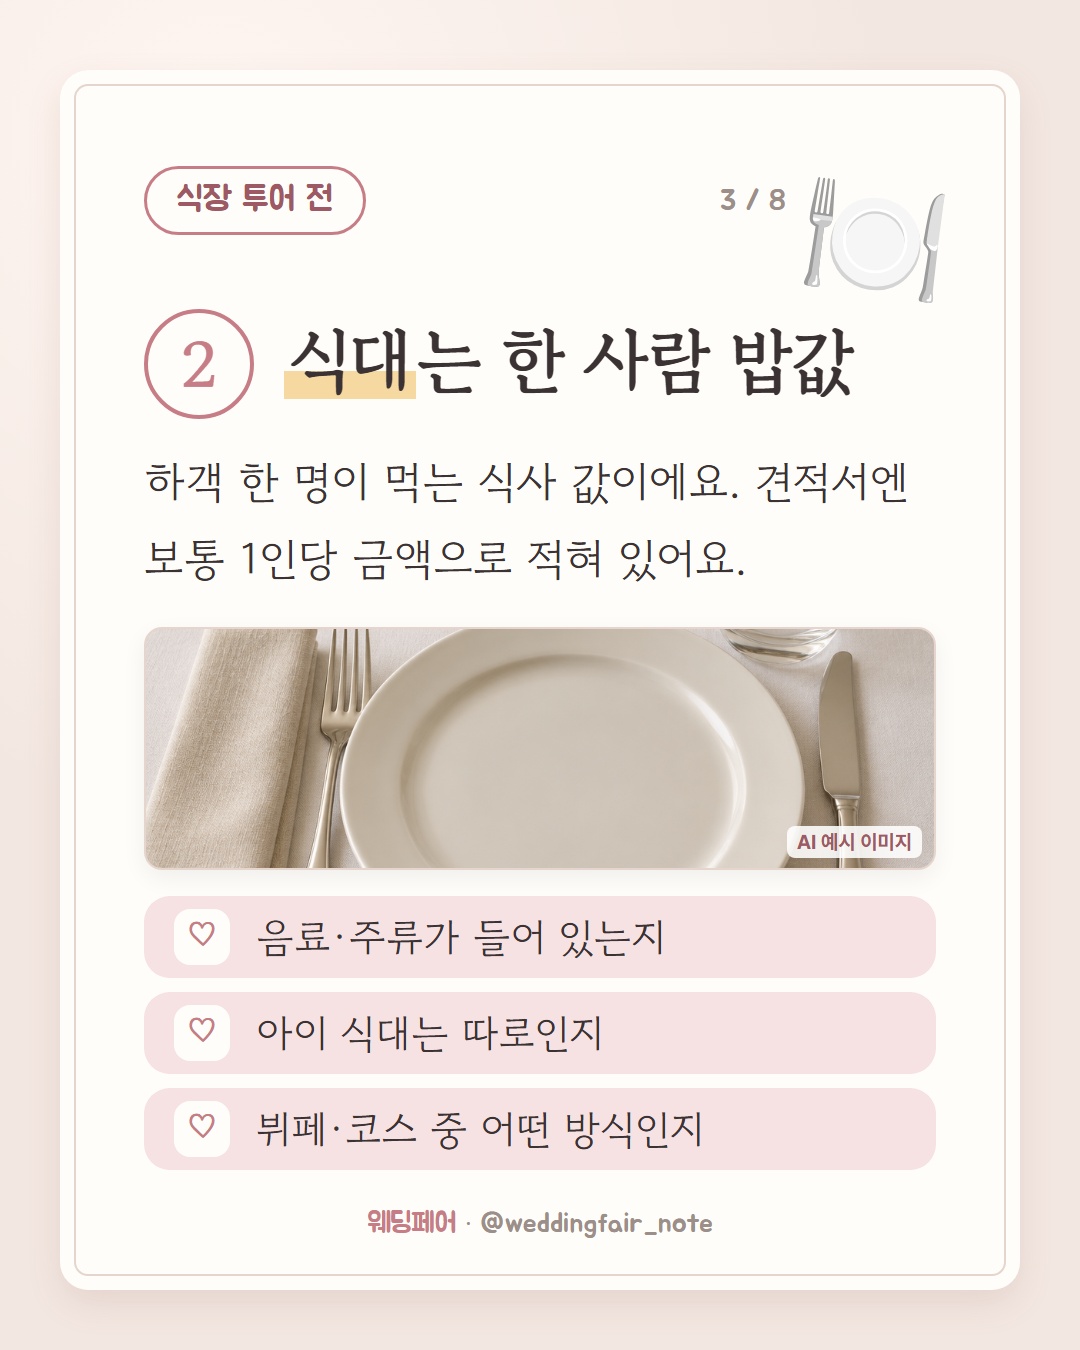 식장 투어 전
3 / 8
2 식대는 한 사람 밥값
하객 한 명이 먹는 식사 값이에요. 견적서엔
보통 1인당 금액으로 적혀 있어요.
AI 예시 이미지
음료·주류가 들어 있는지
아이 식대는 따로인지
뷔페·코스 중 어떤 방식인지
웨딩페어 · @weddingfair_note